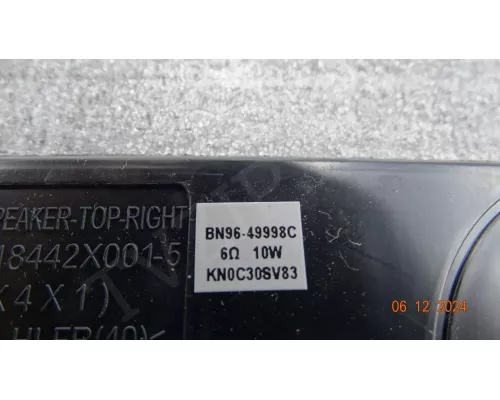 PEAKER-TOP-RIGHT
18442X001-5
X 4 X 1)
BN96-49998C
6Ω 10W
KN0C30SV83
06 12 2024